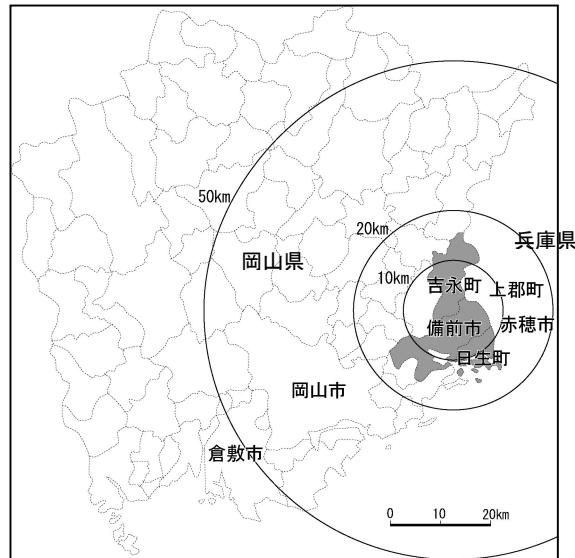 50km
20km
兵庫県
岡山県
10km
吉永町
上郡町
備前市
赤穂市
日生町
岡山市
倉敷市
0 10 20km